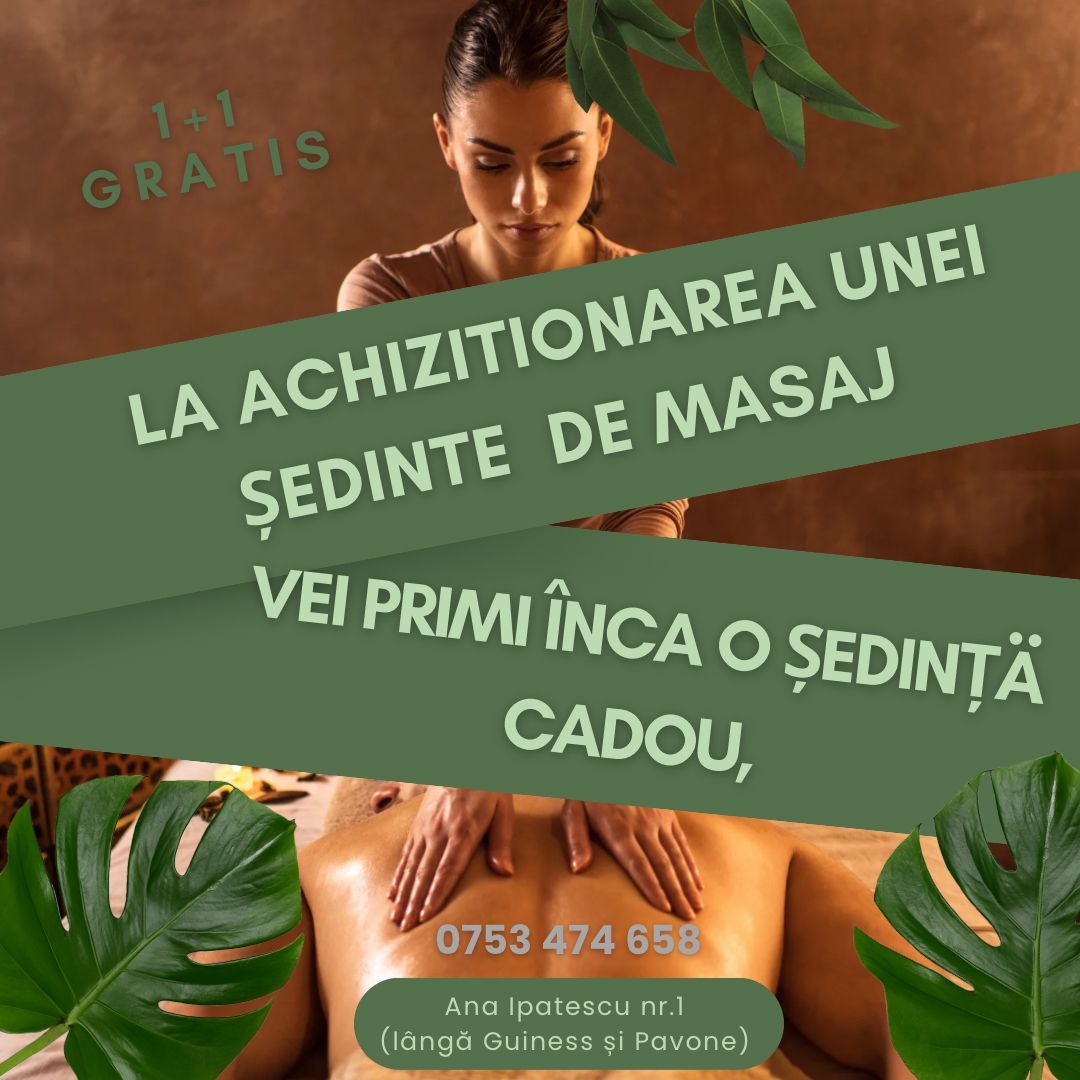 1+1
GRATIS
LA ACHIZITIONAREA UNEI
ȘEDINTE DE MASAJ
VEI PRIMI ÎNCA O ȘEDINȚÄ
CADOU,
0753 474 658
Ana Ipatescu nr.1
(lângă Guiness și Pavone)